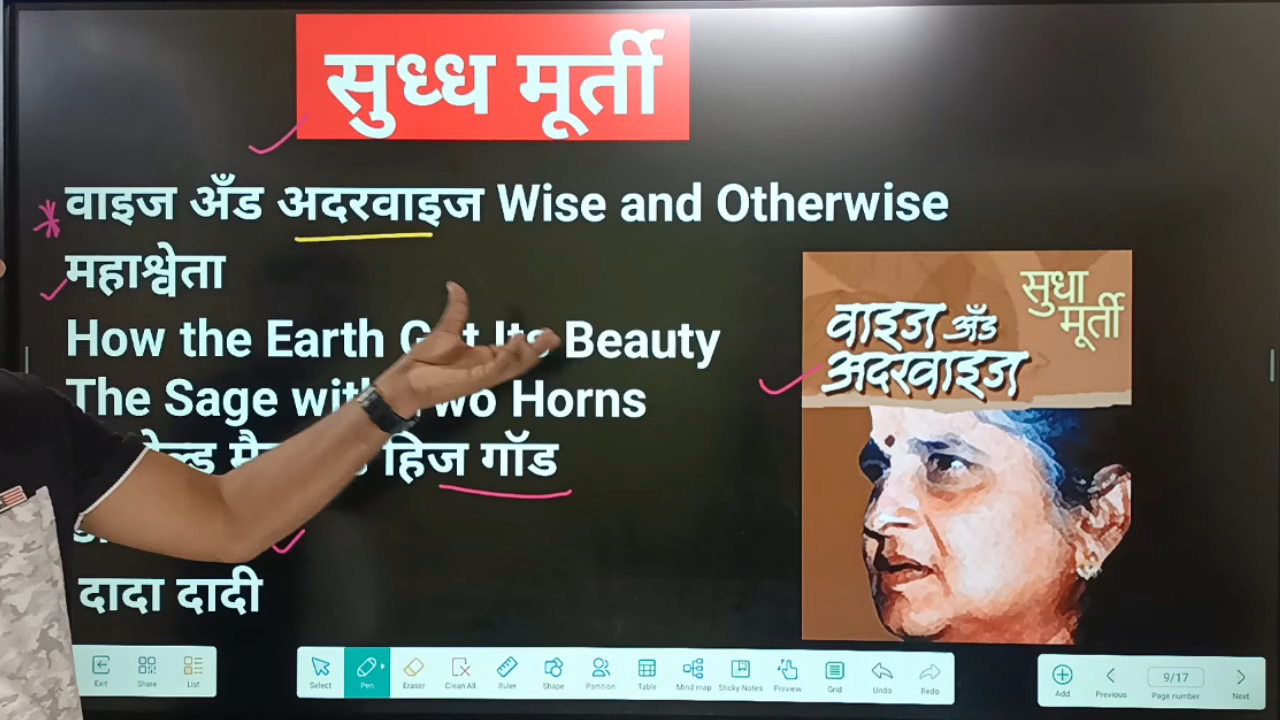 सुध्ध मूर्ती
वाइज अँड अदरवाइज Wise and Otherwise
महाश्वेता
How the Earth Its Beauty
The Sage Two Horns
हिज गॉड
दादा दादी
सुधा
मूर्ती
वाइज अँड
अदरवाइज
Exit Share List
Select Pen Eraser Clean All Ruler Shape Partition Table Mind map Sticky Notes Preview Grid Undo Redo
Add Previous 9/17 Page number Next